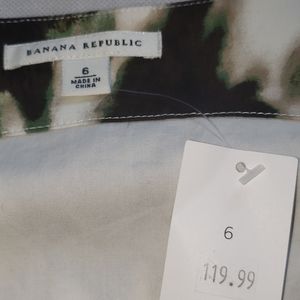 BANANA REPUBLIC
6
MADE IN
CHINA
6
119.99